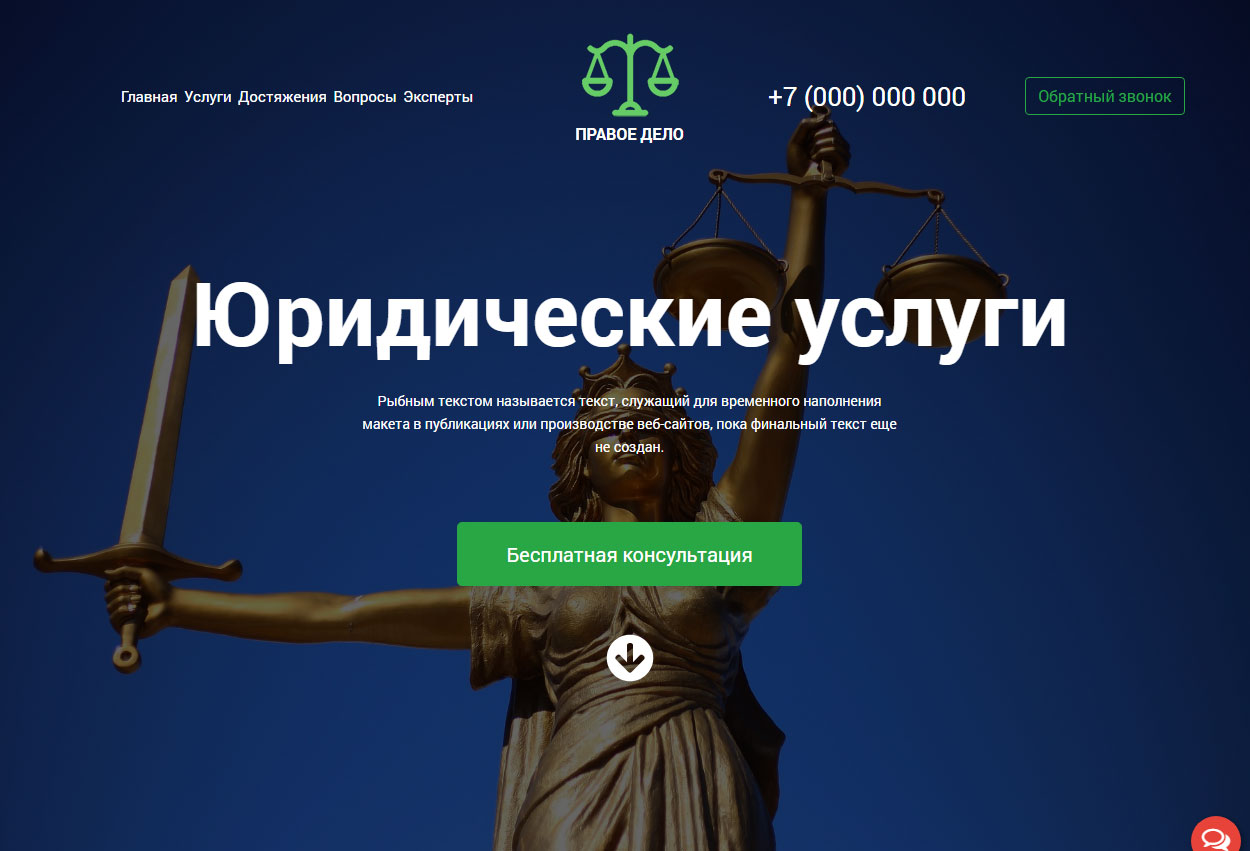 Главная Услуги Достяжения Вопросы Эксперты
ПРАВОЕ ДЕЛО
+7 (000) 000 000
Обратный звонок
Юридические услуги
Рыбным текстом называется текст, служащий для временного наполнения
макета в публикациях или производстве веб-сайтов, пока финальный текст еще
не создан.
Бесплатная консультация